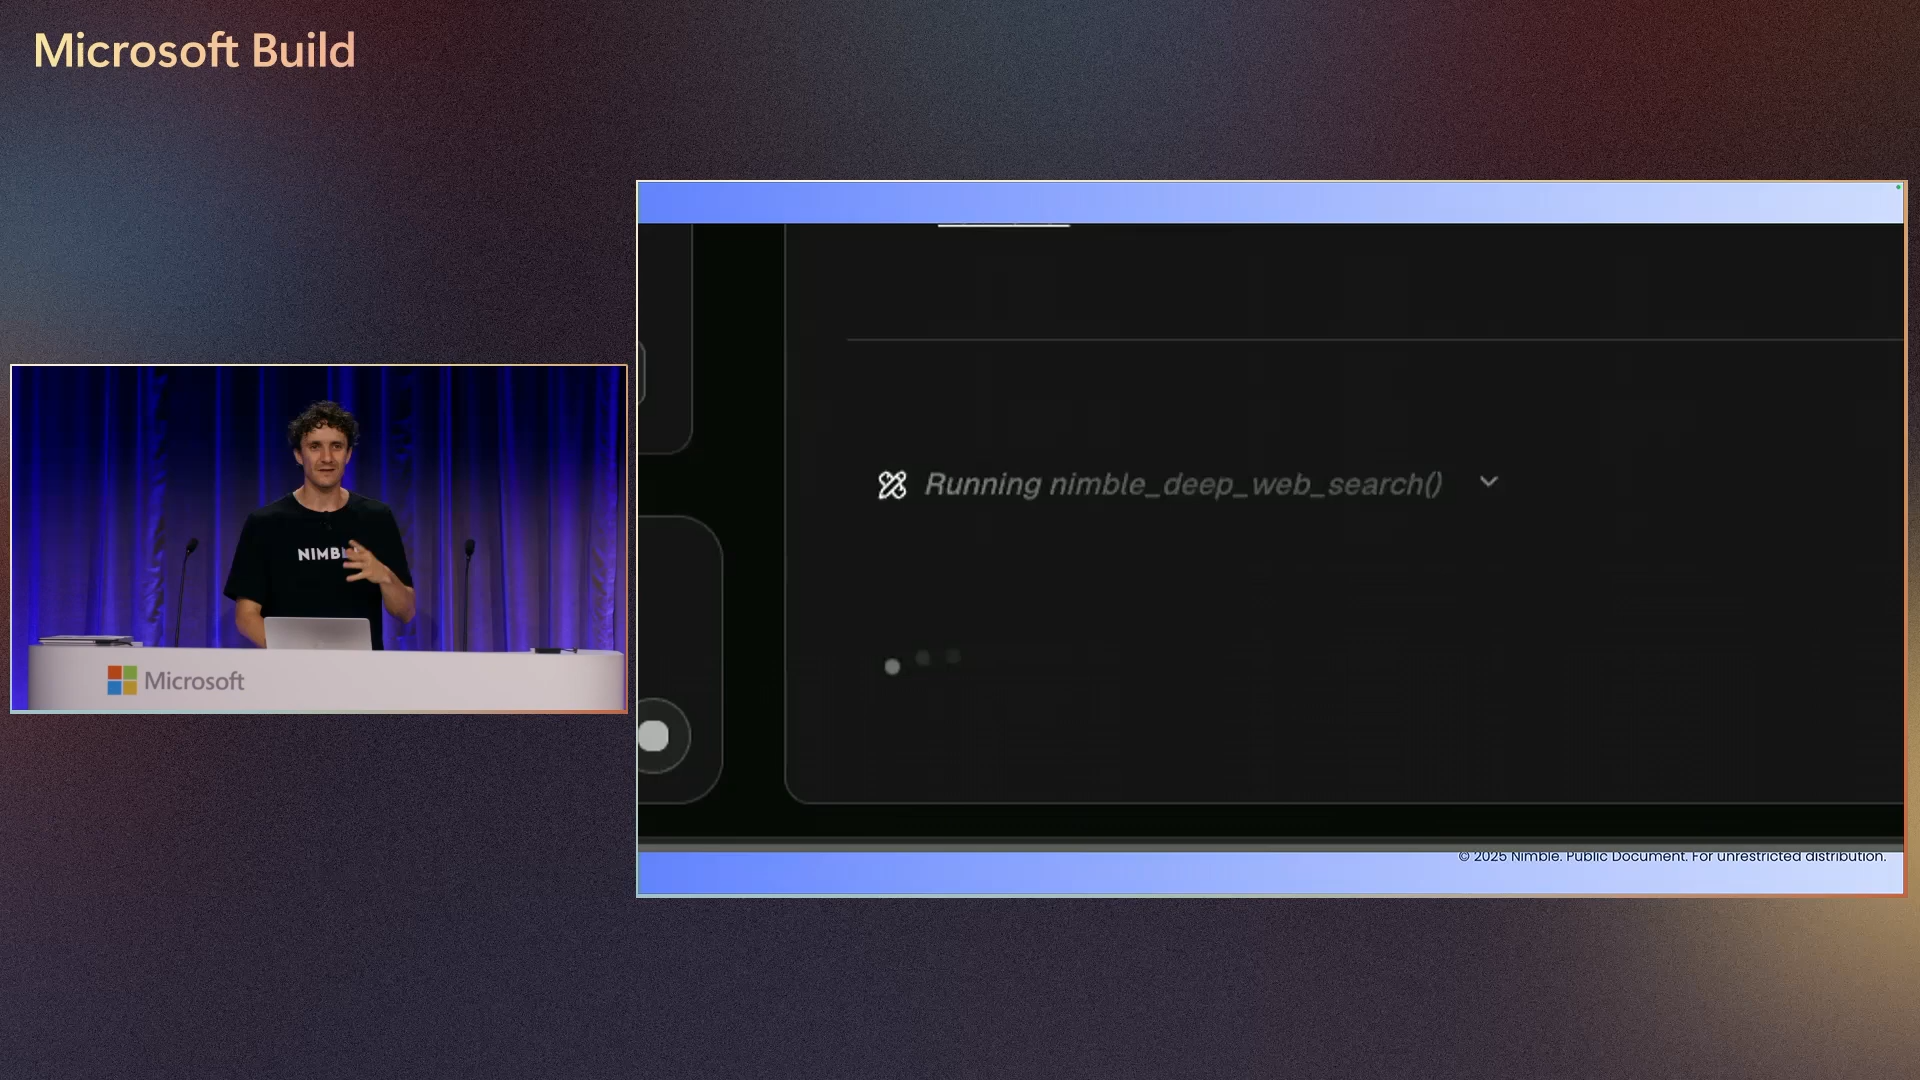 Microsoft Build
NIMB
Microsoft
Running nimble_deep_web_search()
© 2025 Nimble. Public Document. For unrestricted distribution.